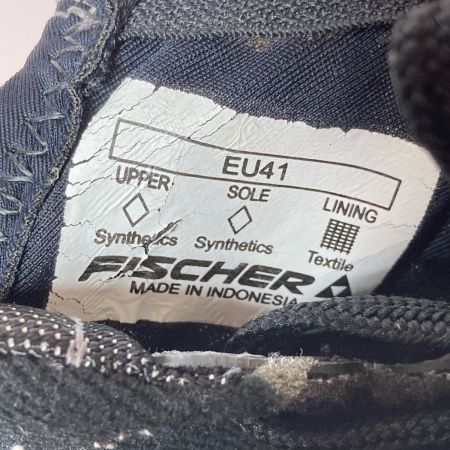 EU41
UPPER SOLE LINING
Synthetics Synthetics Textile
FISCHER
MADE IN INDONESIA